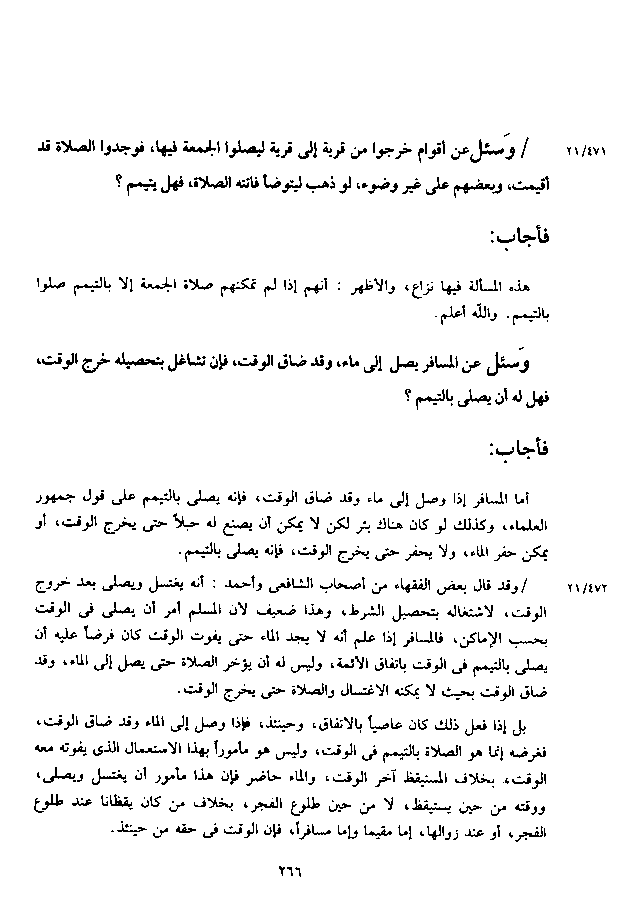 ٢١/٤٧١ / وَسئل عن أقوام خرجوا من قرية إلى قرية ليصلوا الجمعة فيها، فوجدوا الصلاة قد
أقيمت، وبعضهم على غير وضوء، لو ذهب ليتوضأ فاتته الصلاة، فهل يتيمم ؟
فأجاب:
هذه المسألة فيها نزاع، والأظهر : أنهم إذا لم تمكنهم صلاة الجمعة إلا بالتيمم صلوا
بالتيمم. والله أعلم.
وَسئل عن المسافر يصل إلى ماء، وقد ضاق الوقت، فإن تشاغل بتحصيله خرج الوقت،
فهل له أن يصلى بالتيمم ؟
فأجاب:
أما المسافر إذا وصل إلى ماء وقد ضاق الوقت، فإنه يصلى بالتيمم على قول جمهور
العلماء، وكذلك لو كان هناك بئر لكن لا يمكن أن يصنع له حبلاً حتى يخرج الوقت، أو
يمكن حفر الماء، ولا يحفر حتى يخرج الوقت، فإنه يصلى بالتيمم.
٢١/٤٧٢ / وقد قال بعض الفقهاء من أصحاب الشافعى وأحمد : أنه يغتسل ويصلى بعد خروج
الوقت، لاشتغاله بتحصيل الشرط، وهذا ضعيف لأن المسلم أمر أن يصلى فى الوقت
بحسب الإماكن، فالمسافر إذا علم أنه لا يجد الماء حتى يفوت الوقت كان فرضاً عليه أن
يصلى بالتيمم فى الوقت باتفاق الأئمة، وليس له أن يؤخر الصلاة حتى يصل إلى الماء، وقد
ضاق الوقت بحيث لا يمكنه الاغتسال والصلاة حتى يخرج الوقت.
بل إذا فعل ذلك كان عاصياً بالاتفاق، وحينئذ، فإذا وصل إلى الماء وقد ضاق الوقت،
فغرضه إنما هو الصلاة بالتيمم فى الوقت، وليس هو مأموراً بهذا الاستعمال الذى يفوته معه
الوقت، بخلاف المستيقظ آخر الوقت، والماء حاضر فإن هذا مأمور أن يغتسل ويصلى،
ووقته من حين يستيقظ، لا من حين طلوع الفجر، بخلاف من كان يقظانا عند طلوع
الفجر، أو عند زوالها، إما مقيما وإما مسافراً، فإن الوقت فى حقه من حينئذ.
٢٦٦